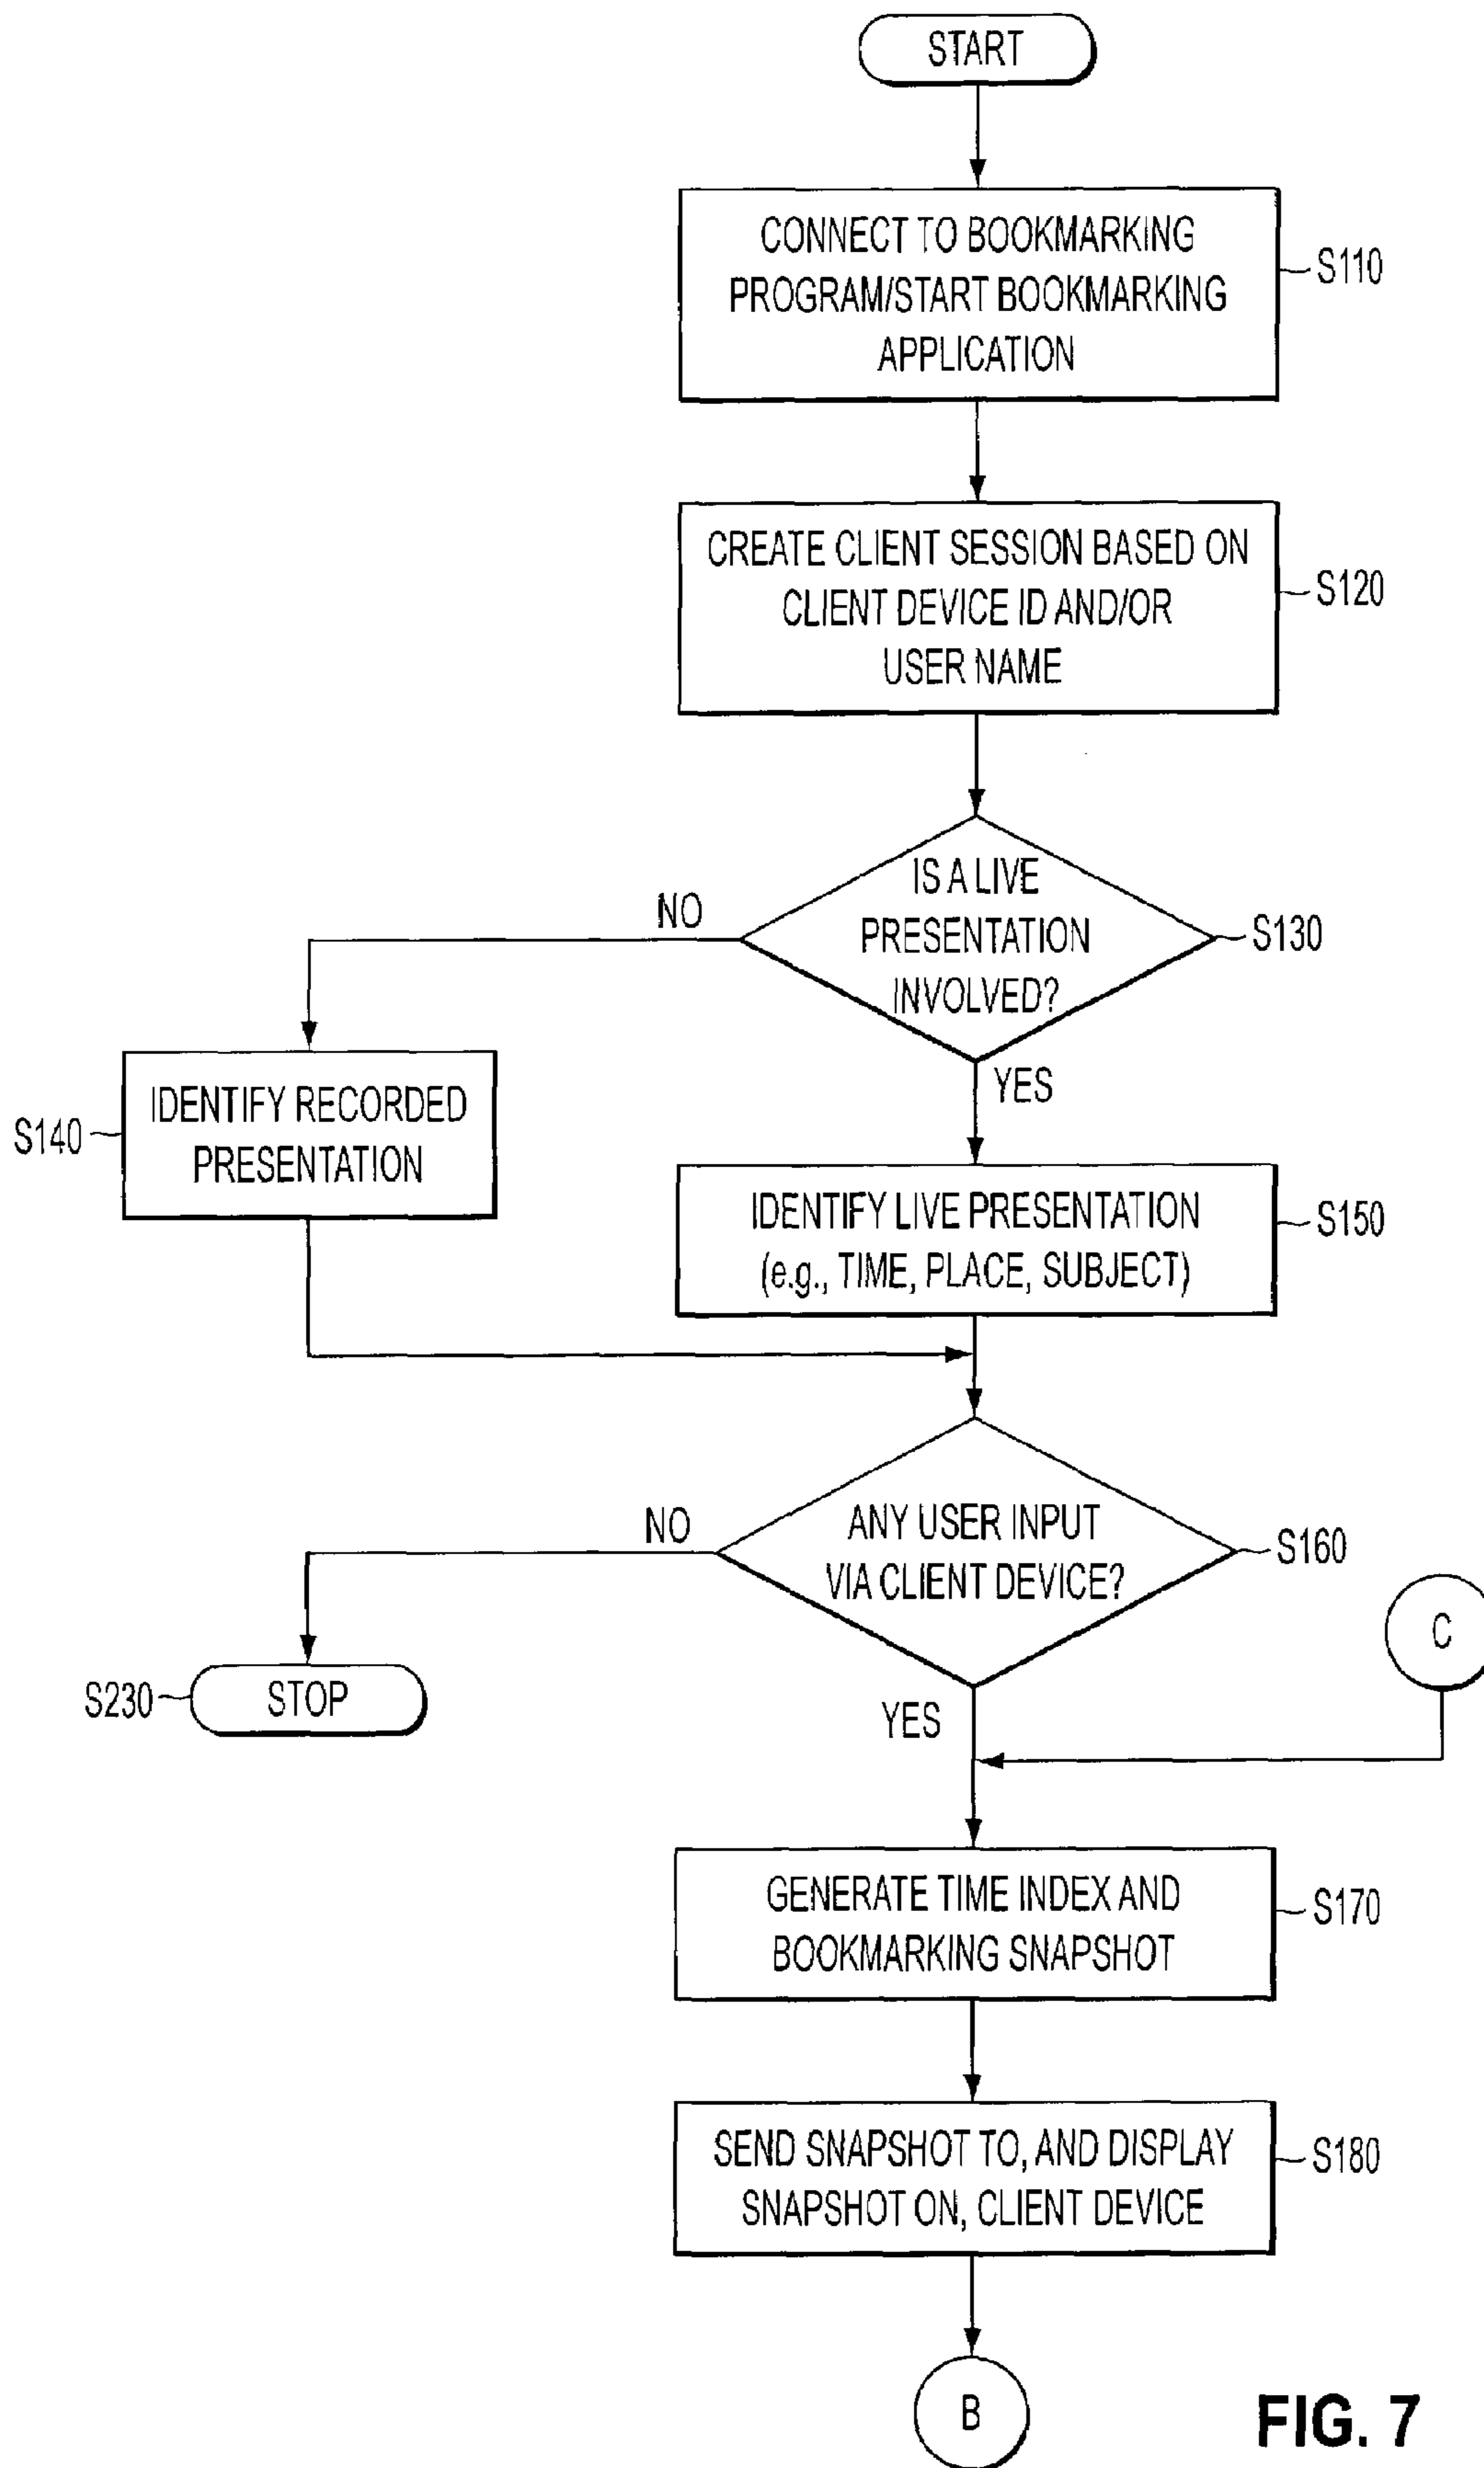 START
CONNECT TO BOOKMARKING
PROGRAM/START BOOKMARKING
APPLICATION
S110
CREATE CLIENT SESSION BASED ON
CLIENT DEVICE ID AND/OR
USER NAME
S120
IS A LIVE
PRESENTATION
INVOLVED?
S130
NO
YES
IDENTIFY RECORDED
PRESENTATION
S140
IDENTIFY LIVE PRESENTATION
(e.g., TIME, PLACE, SUBJECT)
S150
ANY USER INPUT
VIA CLIENT DEVICE?
S160
NO
C
S230
STOP
YES
GENERATE TIME INDEX AND
BOOKMARKING SNAPSHOT
S170
SEND SNAPSHOT TO, AND DISPLAY
SNAPSHOT ON, CLIENT DEVICE
S180
B
FIG. 7